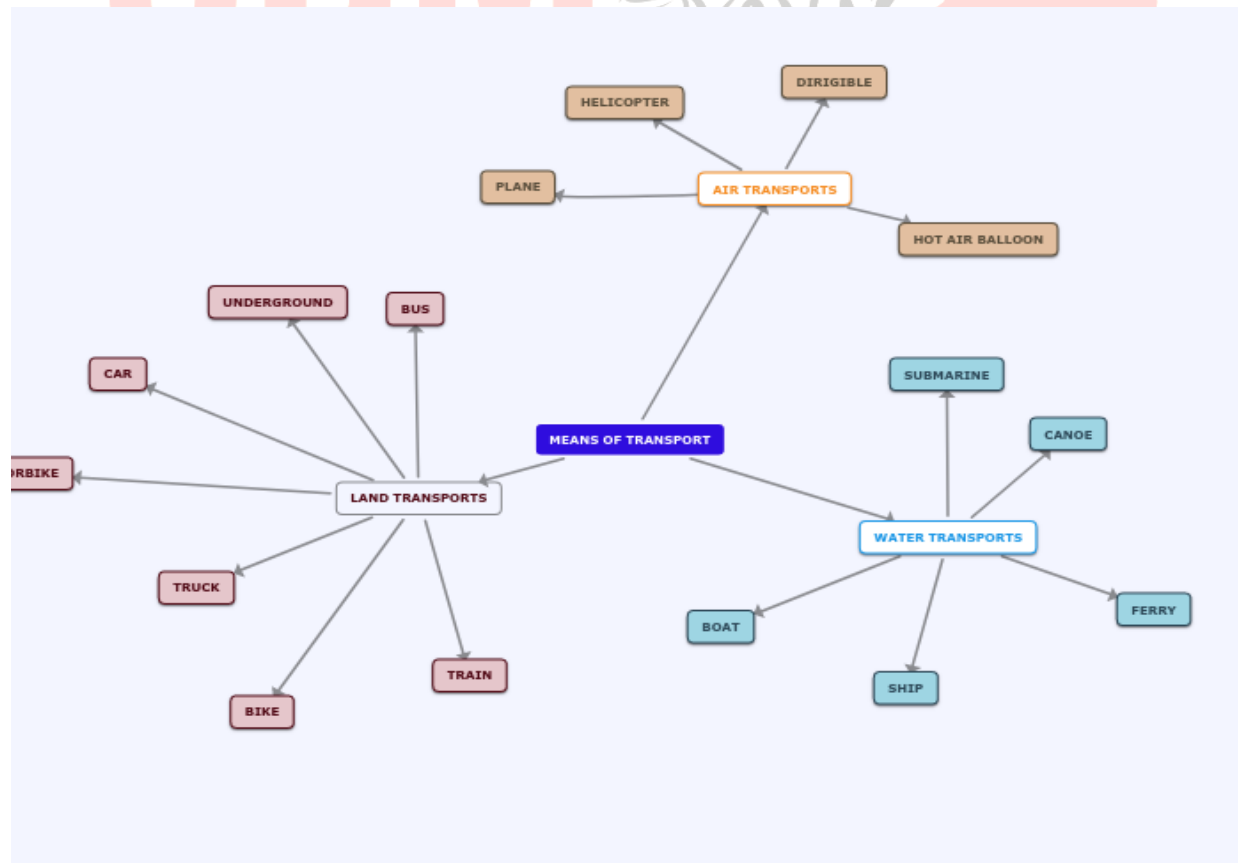 DIRIGIBLE
HELICOPTER
PLANE
AIR TRANSPORTS
HOT AIR BALLOON
UNDERGROUND
BUS
CAR
SUBMARINE
CANOE
MEANS OF TRANSPORT
ORBIKE
LAND TRANSPORTS
WATER TRANSPORTS
TRUCK
BOAT
FERRY
TRAIN
SHIP
BIKE